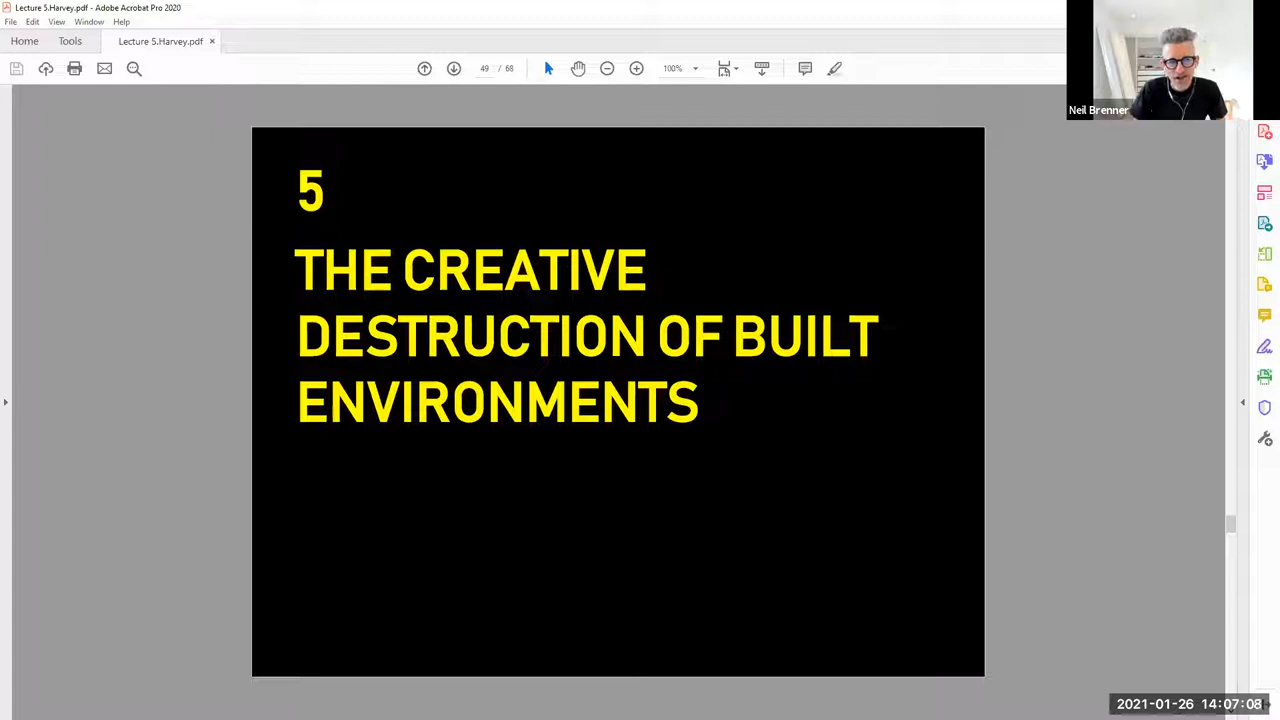 Lecture 5.Harvey.pdf - Adobe Acrobat Pro 2020
File Edit View Window Help
Home Tools Lecture 5.Harvey.pdf ×
49 / 68 100%
Neil Brenner
5
THE CREATIVE
DESTRUCTION OF BUILT
ENVIRONMENTS
2021-01-26 14:07:08